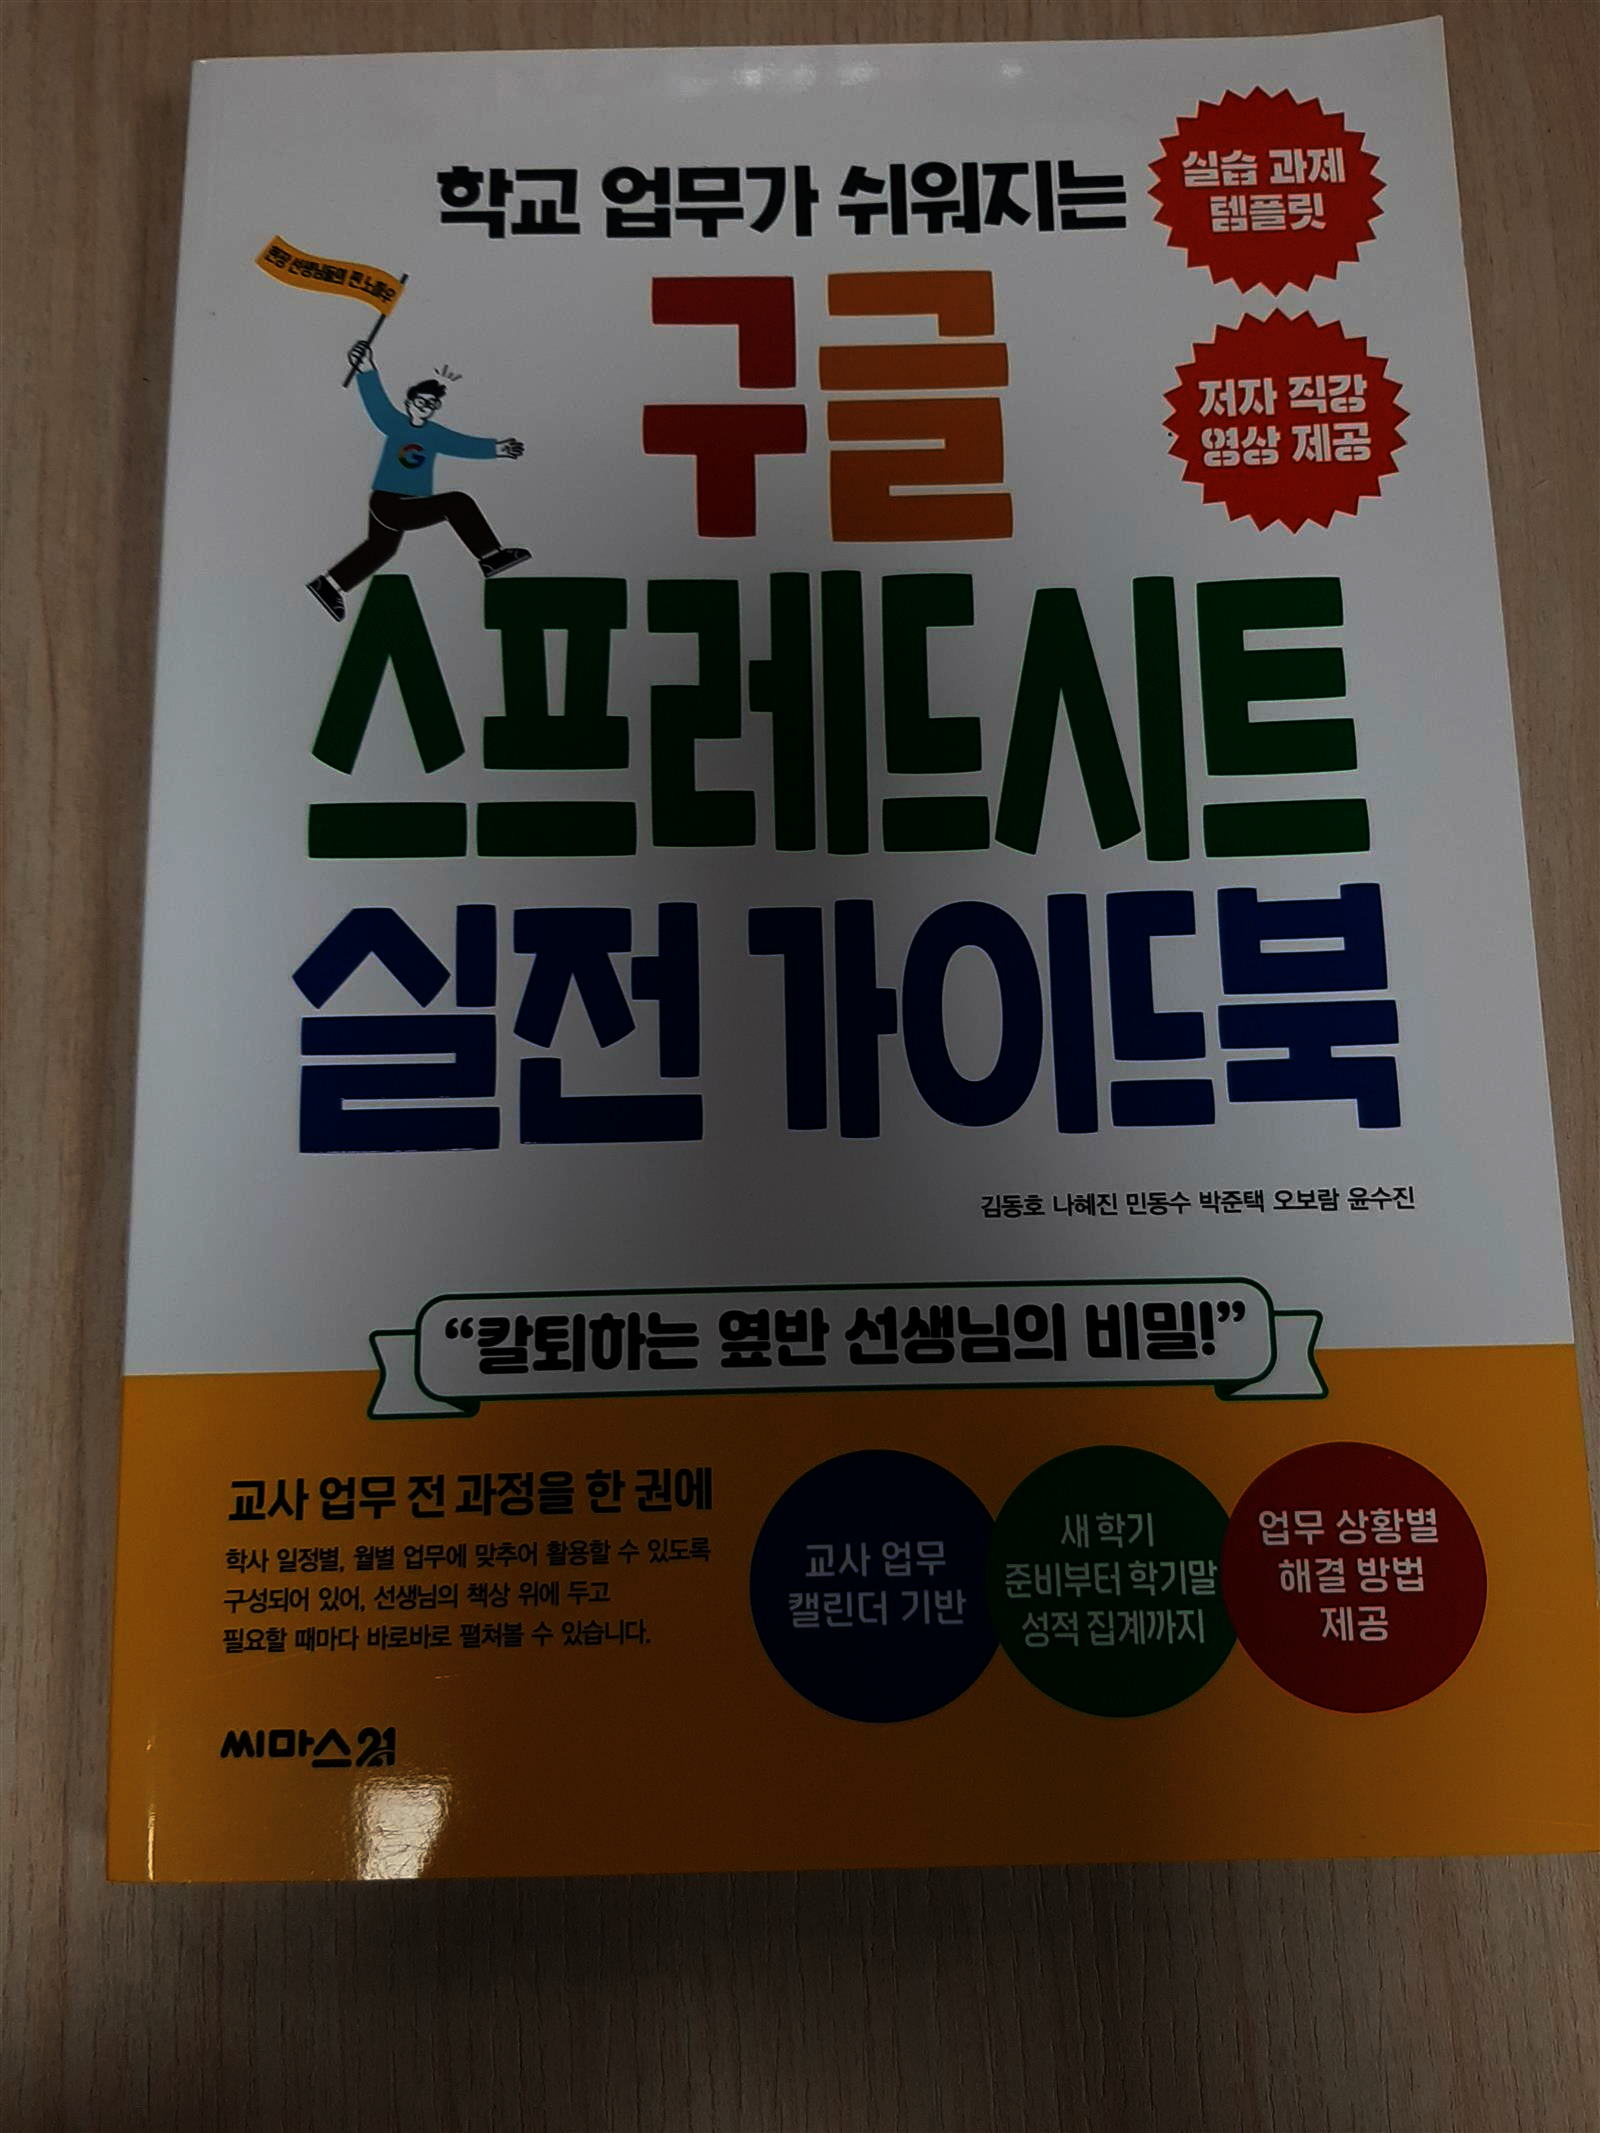 학교 업무가 쉬워지는
실습 과제
템플릿
저자 직강
영상 제공
선생님들의 찐 노하우
구글
스프레드시트
실전 가이드북
김동호 나혜진 민동수 박준택 오보람 윤수진
“칼퇴하는 옆반 선생님의 비밀!”
교사 업무 전 과정을 한 권에
학사 일정별, 월별 업무에 맞추어 활용할 수 있도록
구성되어 있어, 선생님의 책상 위에 두고
필요할 때마다 바로바로 펼쳐볼 수 있습니다.
교사 업무
캘린더 기반
새 학기
준비부터 학기말
성적 집계까지
업무 상황별
해결 방법
제공
씨마스21